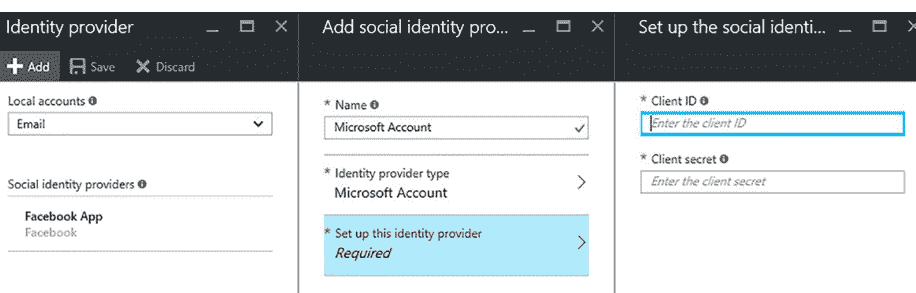 Identity provider
Add
Save
Discard
Local accounts
Email
Social identity providers
Facebook App
Facebook
Add social identity pro...
* Name
Microsoft Account
* Identity provider type
Microsoft Account
* Set up this identity provider
Required
Set up the social identi...
* Client ID
Enter the client ID
* Client secret
Enter the client secret